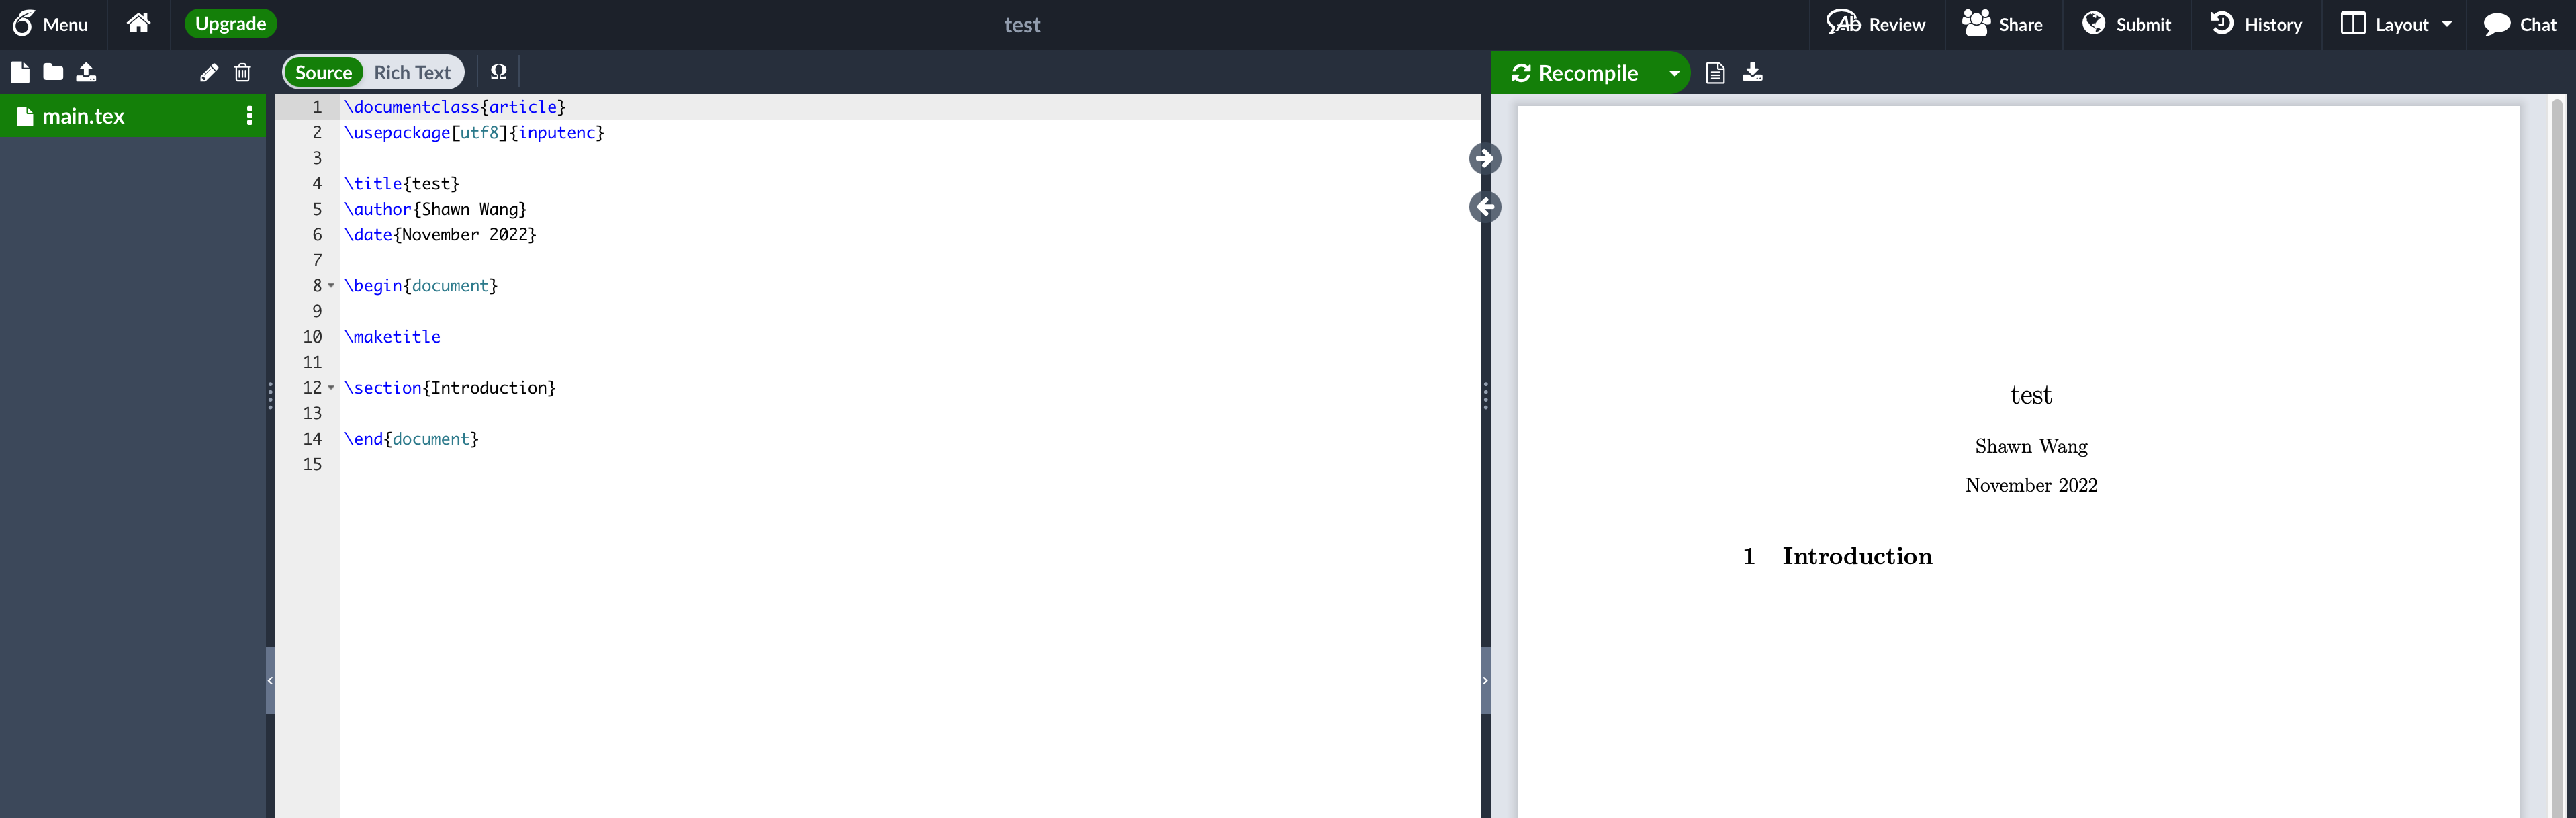 Menu
Upgrade
test
Review
Share
Submit
History
Layout
Chat
Source
Rich Text
Ω
Recompile
main.tex
1 \documentclass{article}
2 \usepackage[utf8]{inputenc}
3
4 \title{test}
5 \author{Shawn Wang}
6 \date{November 2022}
7
8 \begin{document}
9
10 \maketitle
11
12 \section{Introduction}
13
14 \end{document}
15
test
Shawn Wang
November 2022
1 Introduction